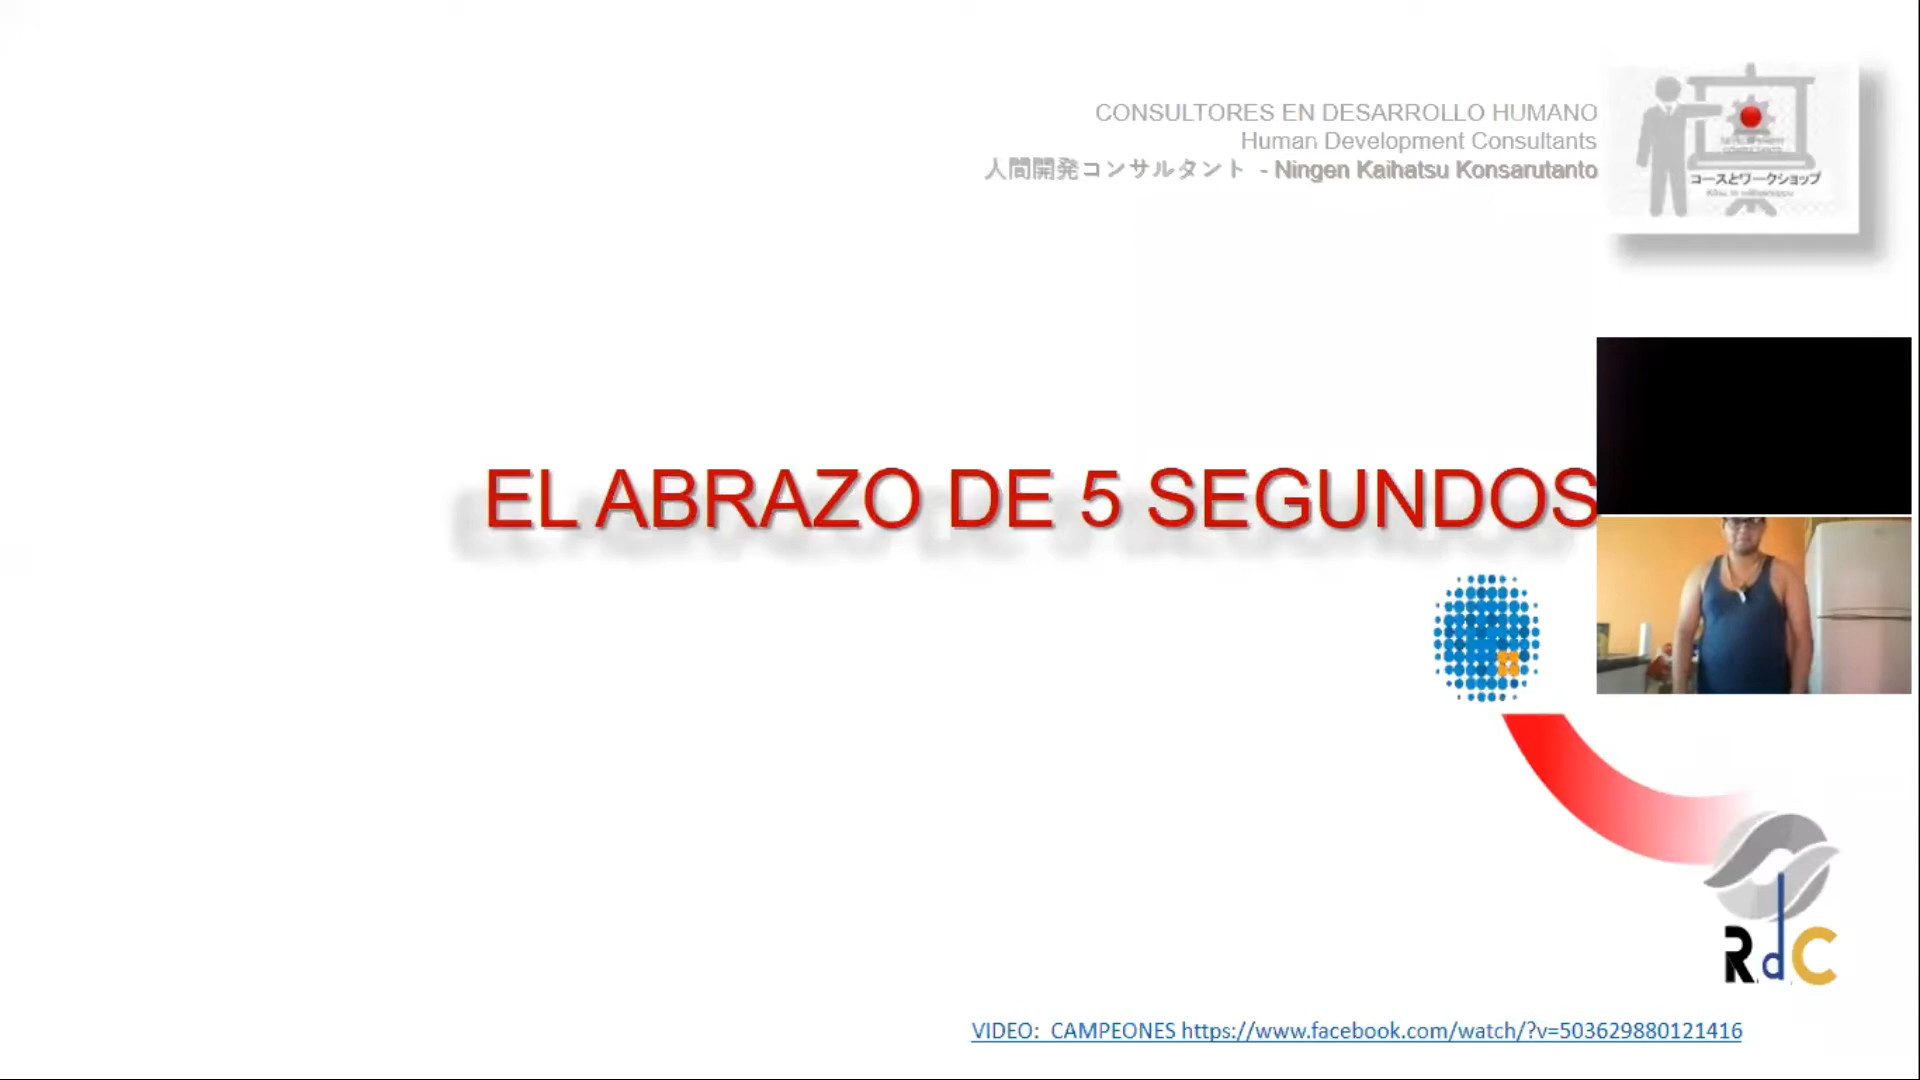 CONSULTORES EN DESARROLLO HUMANO
Human Development Consultants
人間開発コンサルタント - Ningen Kaihatsu Konsarutanto
コースとワークショップ
EL ABRAZO DE 5 SEGUNDOS
RdC
VIDEO: CAMPEONES https://www.facebook.com/watch/?v=503629880121416